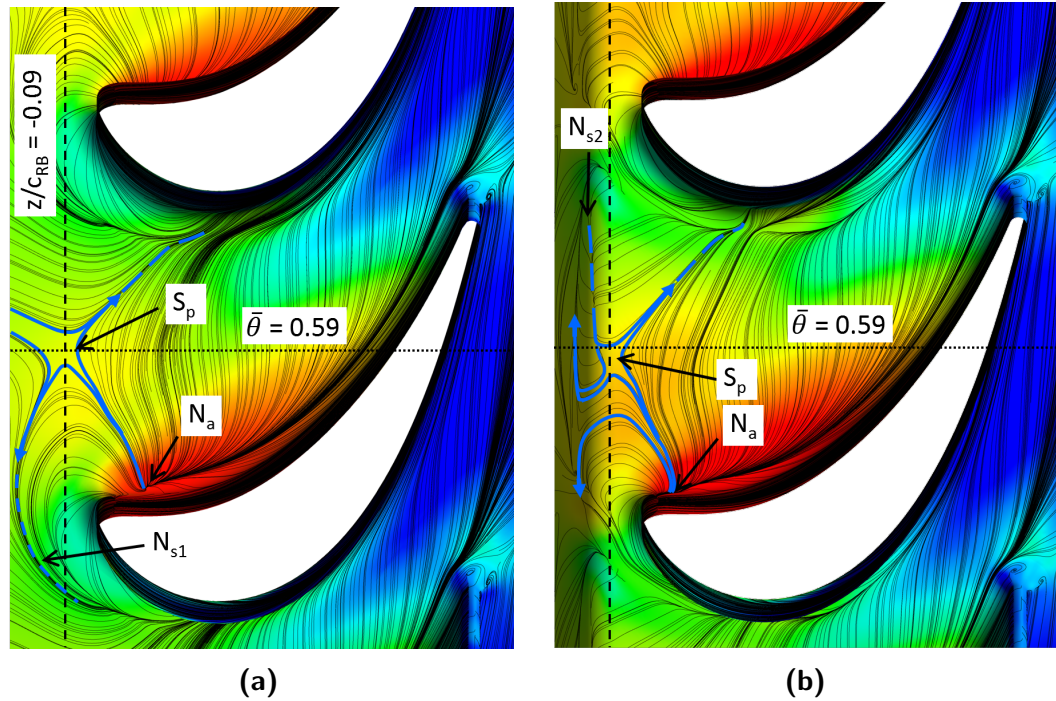 z/c_RB = -0.09
S_p
θ̄ = 0.59
N_a
N_s1
(a)
N_s2
θ̄ = 0.59
S_p
N_a
(b)